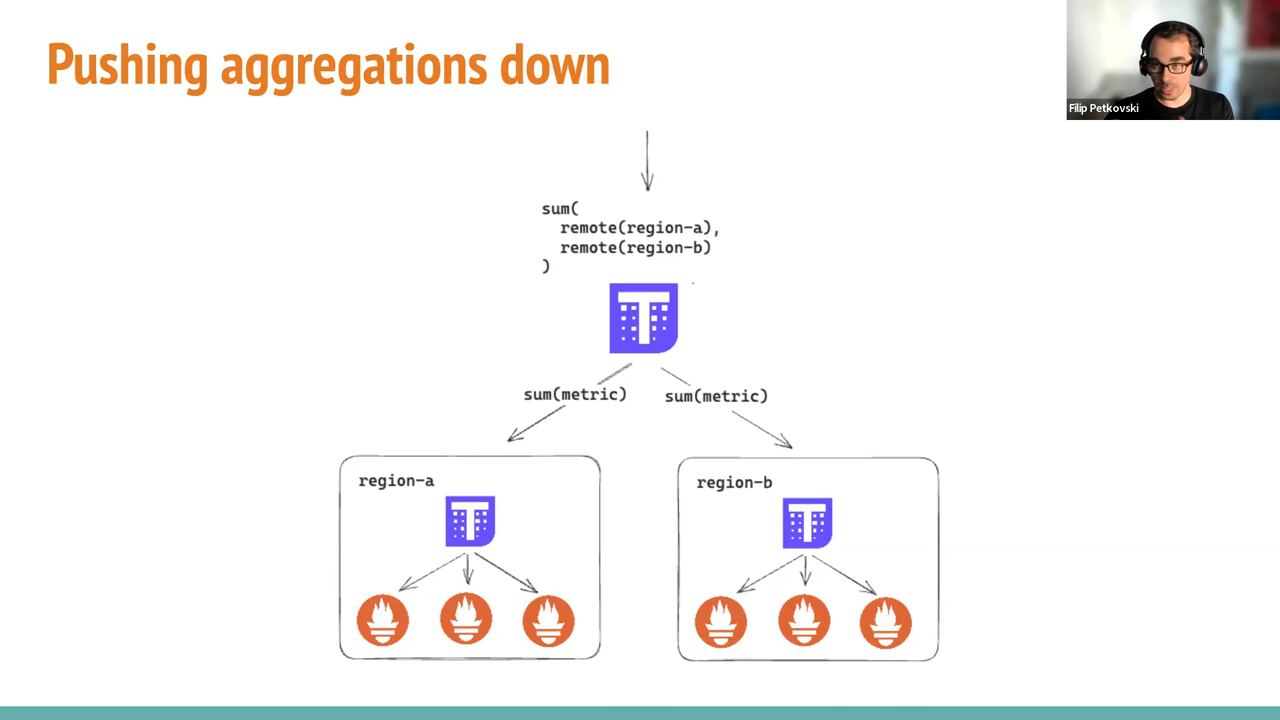 Pushing aggregations down
Filip Petkovski
sum(
remote(region-a),
remote(region-b)
)
T
sum(metric) sum(metric)
region-a
region-b
T
T